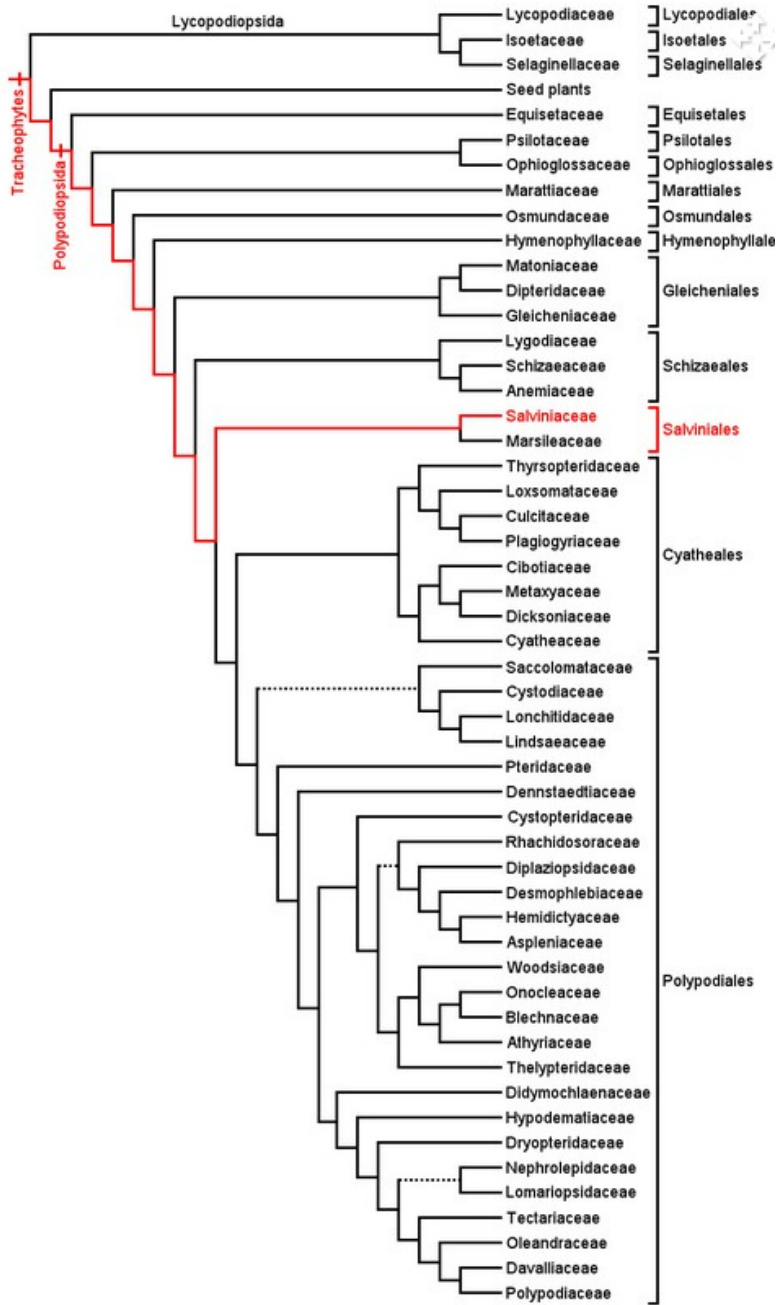 Lycopodiopsida
Lycopodiaceae Lycopodiales
Isoetaceae Isoetales
Selaginellaceae Selaginellales
Tracheophytes
Seed plants
Equisetaceae Equisetales
Polypodiopsida
Psilotaceae Psilotales
Ophioglossaceae Ophioglossales
Marattiaceae Marattiales
Osmundaceae Osmundales
Hymenophyllaceae Hymenophyllale
Matoniaceae
Dipteridaceae Gleicheniales
Gleicheniaceae
Lygodiaceae
Schizaeaceae Schizaeales
Anemiaceae
Salviniaceae
Salviniales
Marsileaceae
Thyrsopteridaceae
Loxsomataceae
Culcitaceae
Plagiogyriaceae
Cyatheales
Cibotiaceae
Metaxyaceae
Dicksoniaceae
Cyatheaceae
Saccolomataceae
Cystodiaceae
Lonchitidaceae
Lindsaeaceae
Pteridaceae
Dennstaedtiaceae
Cystopteridaceae
Rhachidosoraceae
Diplaziopsidaceae
Desmophlebiaceae
Hemidictyaceae
Aspleniaceae
Woodsiaceae
Polypodiales
Onocleaceae
Blechnaceae
Athyriaceae
Thelypteridaceae
Didymochlaenaceae
Hypodematiaceae
Dryopteridaceae
Nephrolepidaceae
Lomariopsidaceae
Tectariaceae
Oleandraceae
Davalliaceae
Polypodiaceae